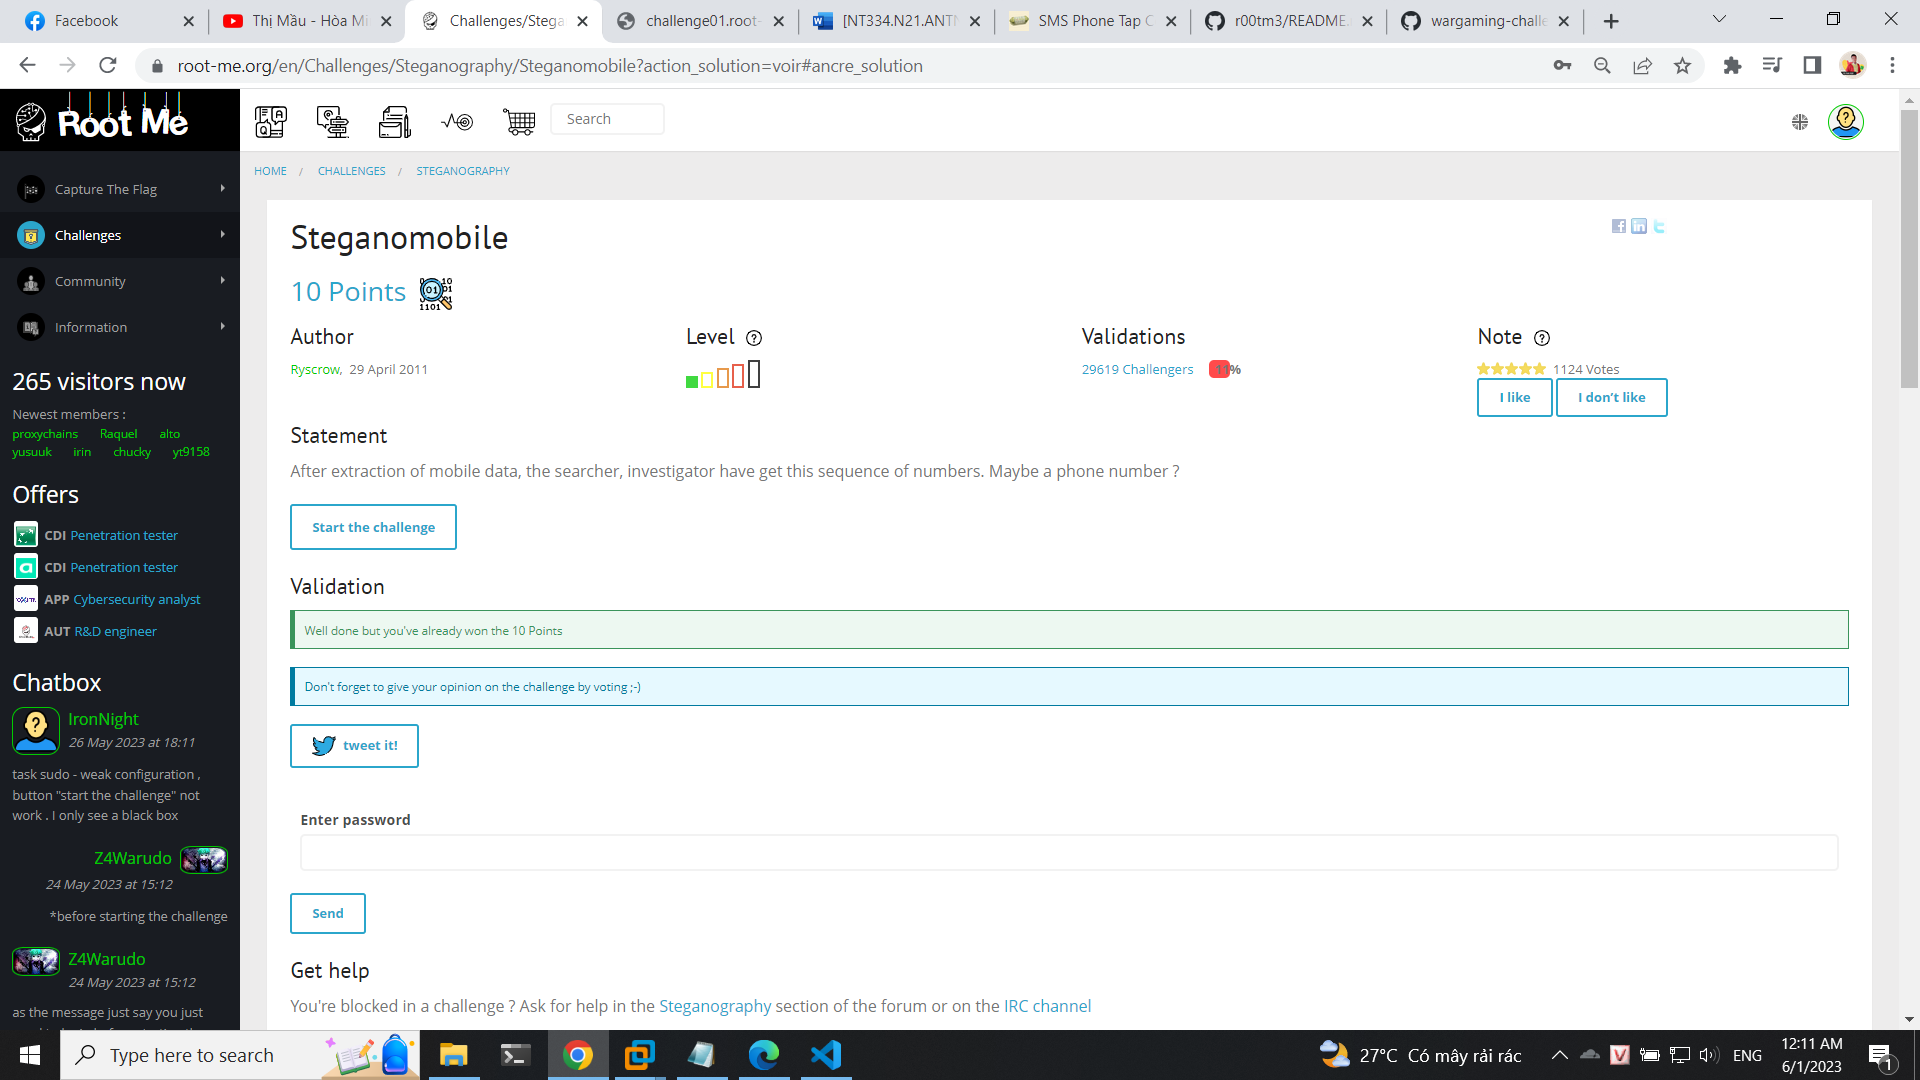 Facebook
Thị Mầu - Hòa Mi
Challenges/Stega
challenge01.root-
[NT334.N21.ANTN
SMS Phone Tap C
r00tm3/README.
wargaming-challe
root-me.org/en/Challenges/Steganography/Steganomobile?action_solution=voir#ancre_solution
Root Me
Search
HOME / CHALLENGES / STEGANOGRAPHY
Capture The Flag
Challenges
Community
Information
265 visitors now
Newest members :
proxychains Raquel alto
yusuuk irin chucky yt9158
Offers
CDI Penetration tester
CDI Penetration tester
APP Cybersecurity analyst
AUT R&D engineer
Chatbox
IronNight
26 May 2023 at 18:11
task sudo - weak configuration ,
button "start the challenge" not
work . I only see a black box
Z4Warudo
24 May 2023 at 15:12
*before starting the challenge
Z4Warudo
24 May 2023 at 15:12
as the message just say you just
Steganomobile
10 Points
Author
Ryscrow, 29 April 2011
Level
Validations
29619 Challengers 11%
Note
1124 Votes
I like
I don't like
Statement
After extraction of mobile data, the searcher, investigator have get this sequence of numbers. Maybe a phone number ?
Start the challenge
Validation
Well done but you've already won the 10 Points
Don't forget to give your opinion on the challenge by voting ;-)
tweet it!
Enter password
Send
Get help
You're blocked in a challenge ? Ask for help in the Steganography section of the forum or on the IRC channel
Type here to search
27°C Có mây rải rác
ENG
12:11 AM
6/1/2023
1